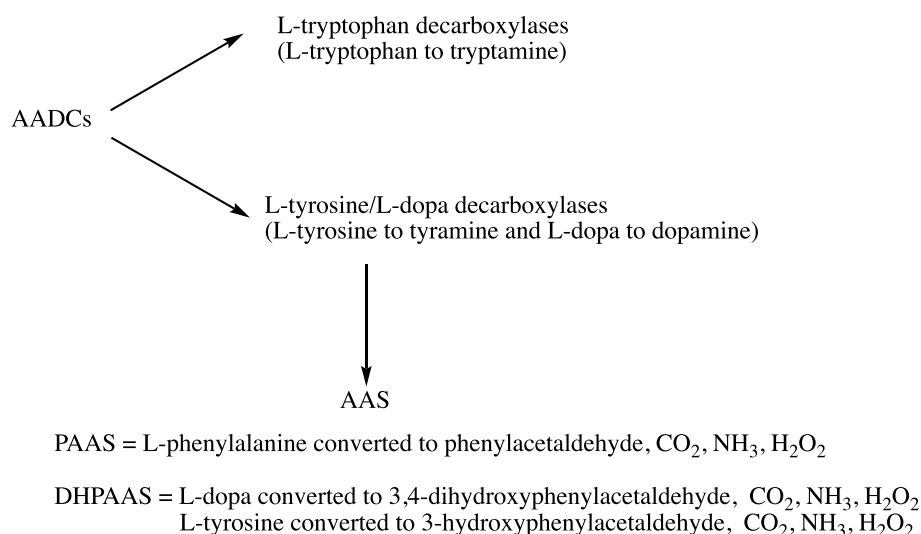 L-tryptophan decarboxylases
(L-tryptophan to tryptamine)
AADCs
L-tyrosine/L-dopa decarboxylases
(L-tyrosine to tyramine and L-dopa to dopamine)
AAS
PAAS = L-phenylalanine converted to phenylacetaldehyde, CO₂, NH₃, H₂O₂
DHPAAS = L-dopa converted to 3,4-dihydroxyphenylacetaldehyde, CO₂, NH₃, H₂O₂
L-tyrosine converted to 3-hydroxyphenylacetaldehyde, CO₂, NH₃, H₂O₂